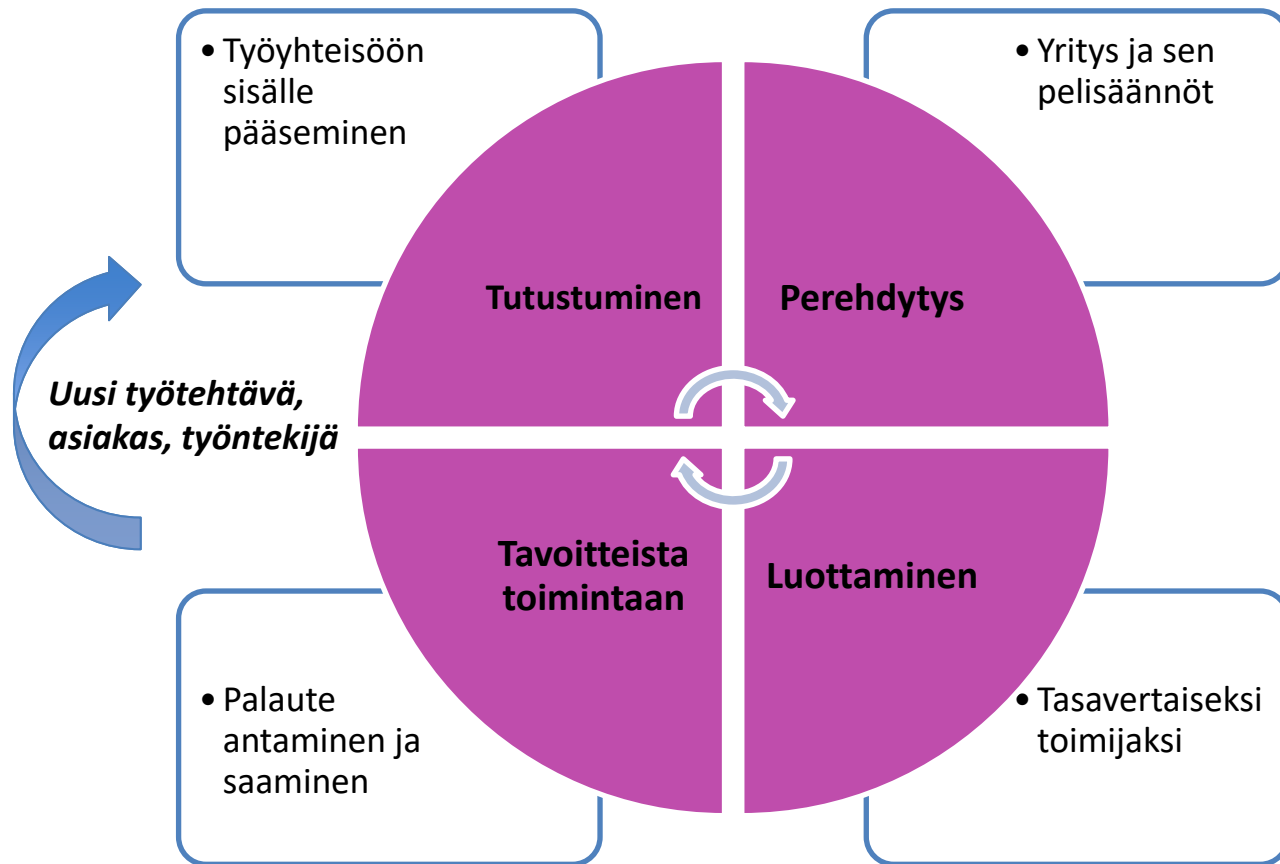 • Työyhteisöön
sisälle
pääseminen
• Yritys ja sen
pelisäännöt
Tutustuminen
Perehdytys
Uusi työtehtävä,
asiakas, työntekijä
Tavoitteista
toimintaan
Luottaminen
• Palaute
antaminen ja
saaminen
• Tasavertaiseksi
toimijaksi